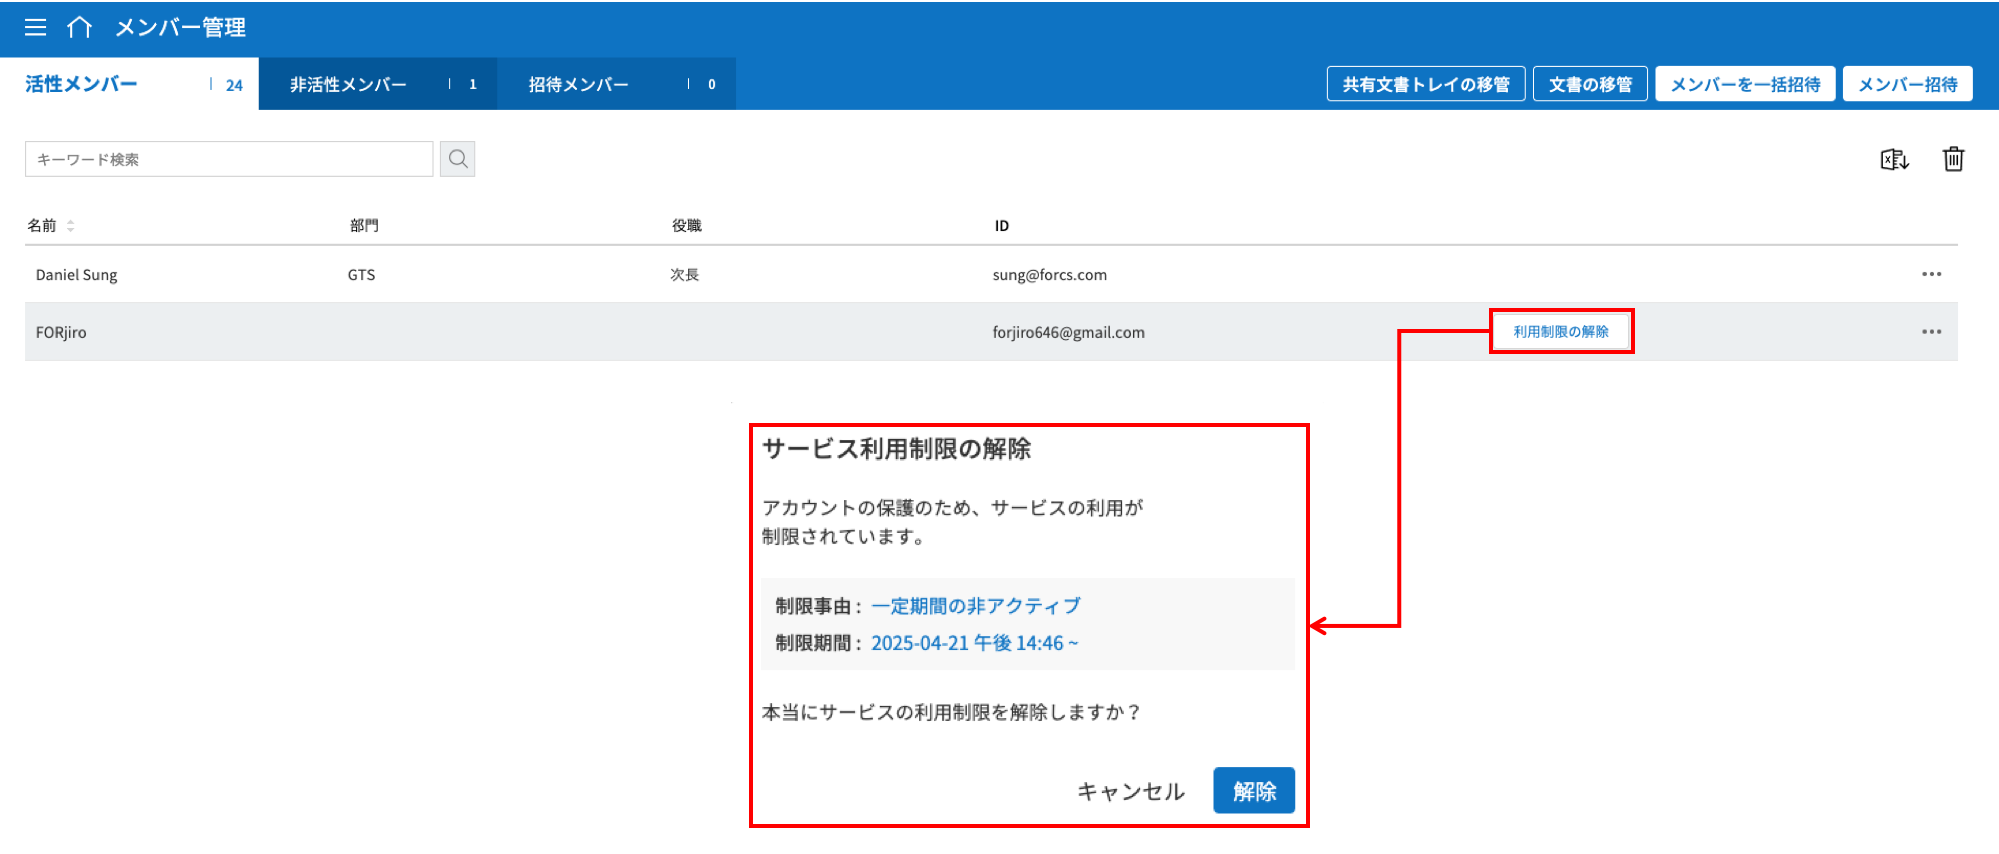 メンバー管理
活性メンバー 24
非活性メンバー 1
招待メンバー 0
共有文書トレイの移管
文書の移管
メンバーを一括招待
メンバー招待
キーワード検索
名前 部門 役職 ID
Daniel Sung GTS 次長 sung@forcs.com
FORjiro forjiro646@gmail.com 利用制限の解除
サービス利用制限の解除
アカウントの保護のため、サービスの利用が
制限されています。
制限事由 : 一定期間の非アクティブ
制限期間 : 2025-04-21 午後 14:46 ~
本当にサービスの利用制限を解除しますか？
キャンセル 解除